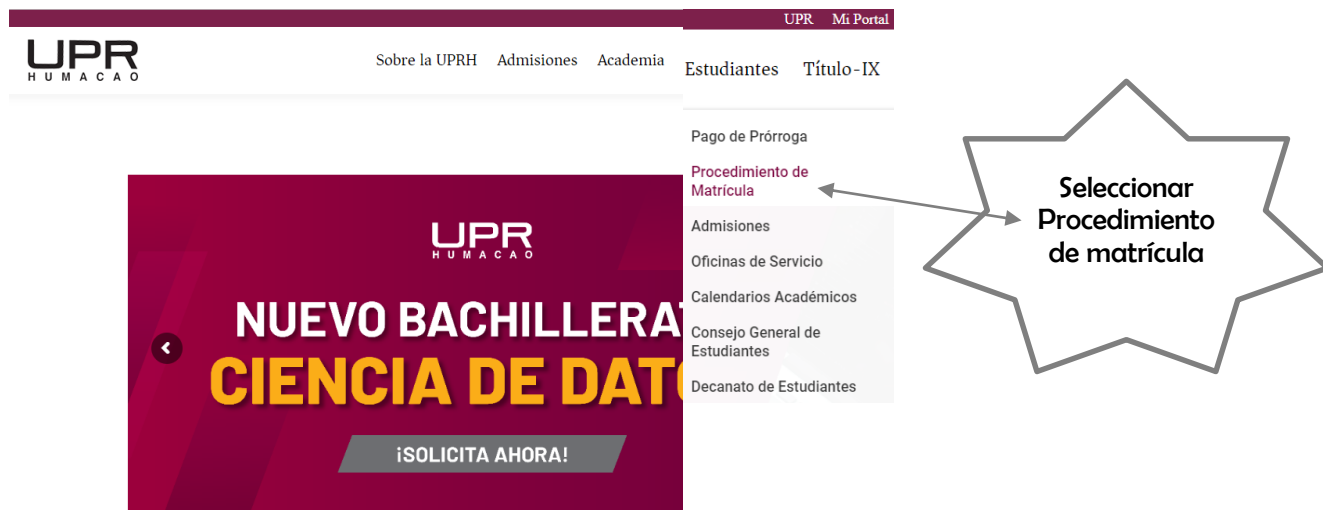 UPR Mi Portal
UPR
HUMACAO
Sobre la UPRH Admisiones Academia
Estudiantes Título-IX
Pago de Prórroga
Procedimiento de
Matrícula
Admisiones
Oficinas de Servicio
Calendarios Académicos
Consejo General de
Estudiantes
Decanato de Estudiantes
UPR
HUMACAO
NUEVO BACHILLERA
CIENCIA DE DAT
¡SOLICITA AHORA!
Seleccionar
Procedimiento
de matrícula